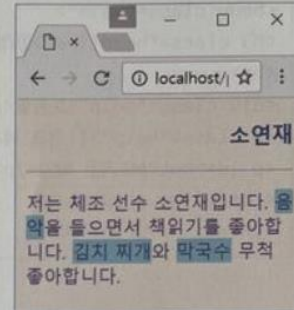 localhost/
소연재
저는 체조 선수 소연재입니다. 음
악을 들으면서 책읽기를 좋아합
니다. 김치 찌개와 막국수 무척
좋아합니다.